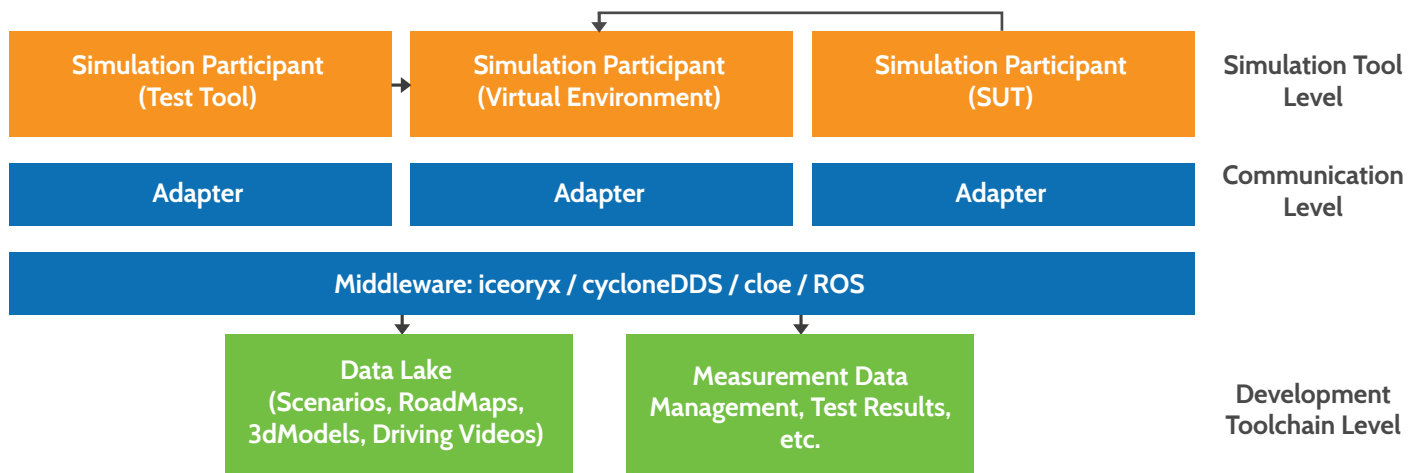 Simulation Participant
(Test Tool)
Simulation Participant
(Virtual Environment)
Simulation Participant
(SUT)
Simulation Tool
Level
Adapter
Adapter
Adapter
Communication
Level
Middleware: iceoryx / cycloneDDS / cloe / ROS
Data Lake
(Scenarios, RoadMaps,
3dModels, Driving Videos)
Measurement Data
Management, Test Results,
etc.
Development
Toolchain Level